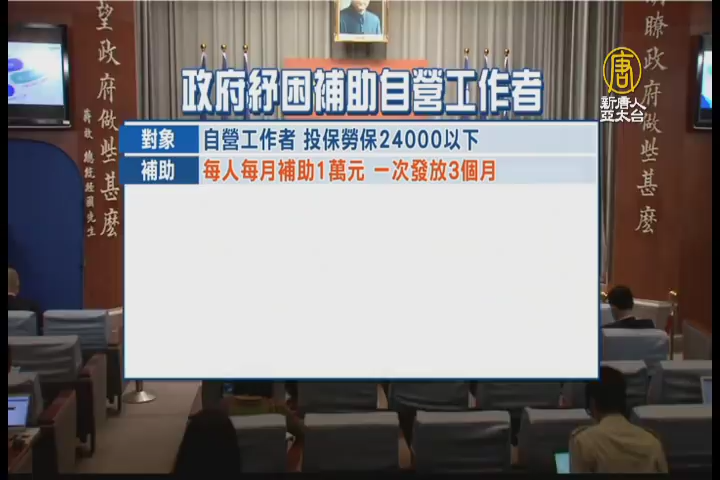 政府紓困補助自營工作者
對象 自營工作者 投保勞保24000以下
補助 每人每月補助1萬元 一次發放3個月
唐
新唐人
亞太台
望政府做些甚麼
蔣故 總統經國先生
瞭政府做些甚麼